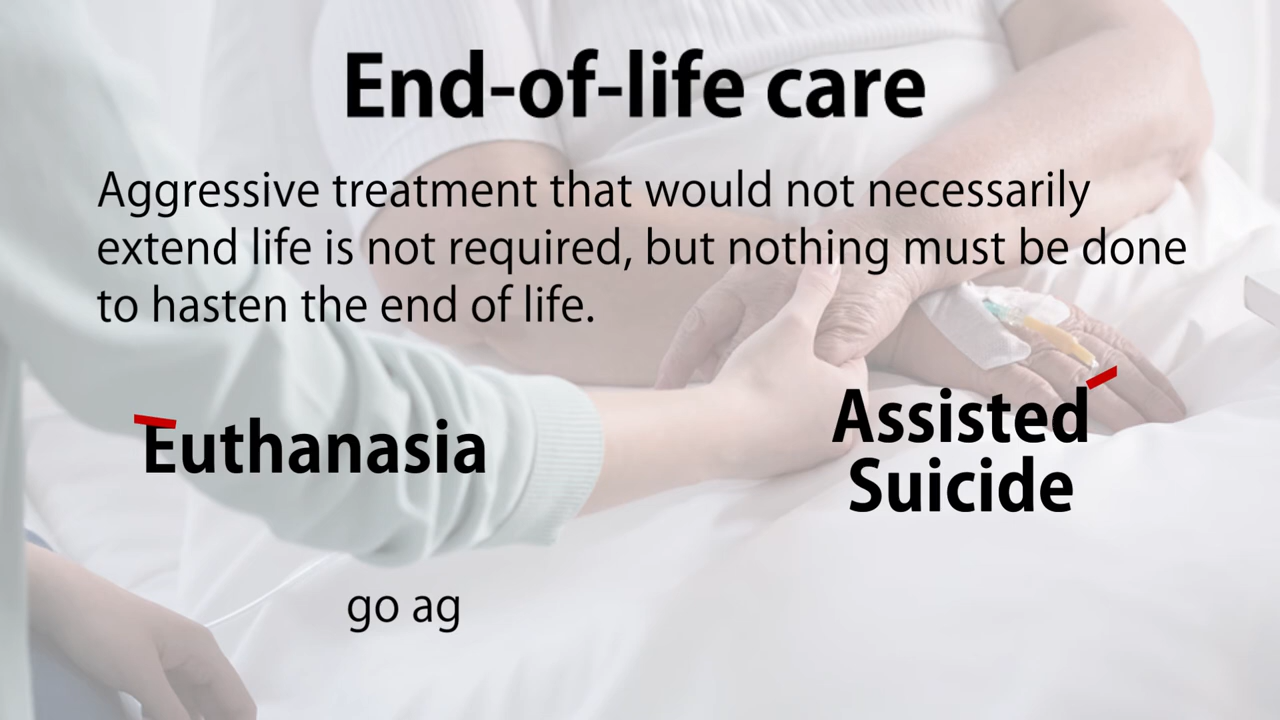 End-of-life care
Aggressive treatment that would not necessarily
extend life is not required, but nothing must be done
to hasten the end of life.
Euthanasia
Assisted
Suicide
go ag